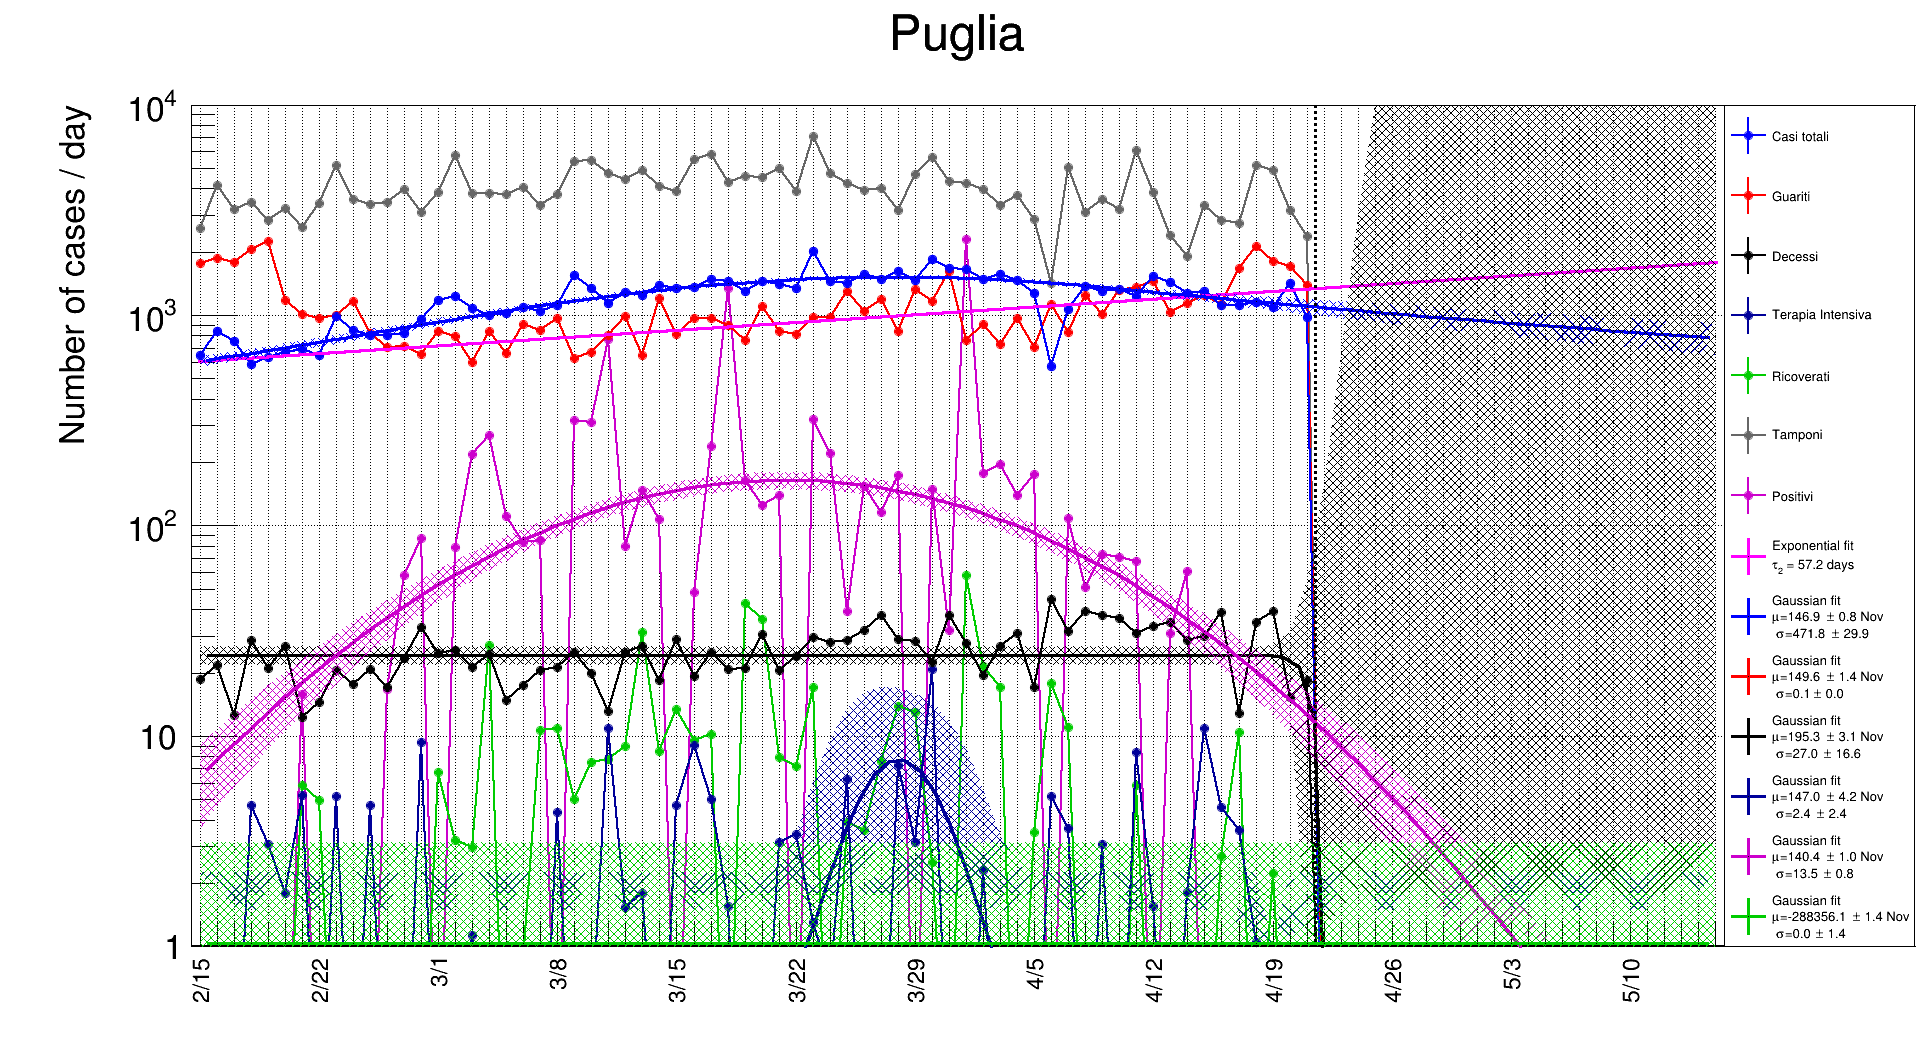 Puglia
Number of cases / day
10^4
10^3
10^2
10
1
2/15
2/22
3/1
3/8
3/15
3/22
3/29
4/5
4/12
4/19
4/26
5/3
5/10
Casi totali
Guariti
Decessi
Terapia Intensiva
Ricoverati
Tamponi
Positivi
Exponential fit
τ₂ = 57.2 days
Gaussian fit
μ=146.9 ± 0.8 Nov
σ=471.8 ± 29.9
Gaussian fit
μ=149.6 ± 1.4 Nov
σ=0.1 ± 0.0
Gaussian fit
μ=195.3 ± 3.1 Nov
σ=27.0 ± 16.6
Gaussian fit
μ=147.0 ± 4.2 Nov
σ=2.4 ± 2.4
Gaussian fit
μ=140.4 ± 1.0 Nov
σ=13.5 ± 0.8
Gaussian fit
μ=-288356.1 ± 1.4 Nov
σ=0.0 ± 1.4